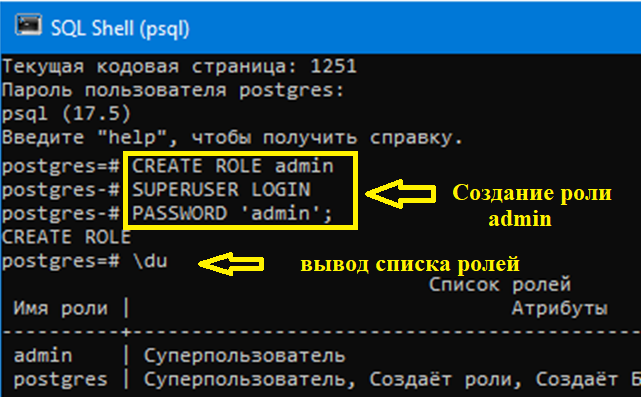 SQL Shell (psql)
Текущая кодовая страница: 1251
Пароль пользователя postgres:
psql (17.5)
Введите "help", чтобы получить справку.
postgres=# CREATE ROLE admin
postgres-# SUPERUSER LOGIN
postgres-# PASSWORD 'admin';
Создание роли
admin
CREATE ROLE
postgres=# \du
вывод списка ролей
Список ролей
Имя роли | Атрибуты
----------+----------------------------------------
admin | Суперпользователь
postgres | Суперпользователь, Создаёт роли, Создаёт Б